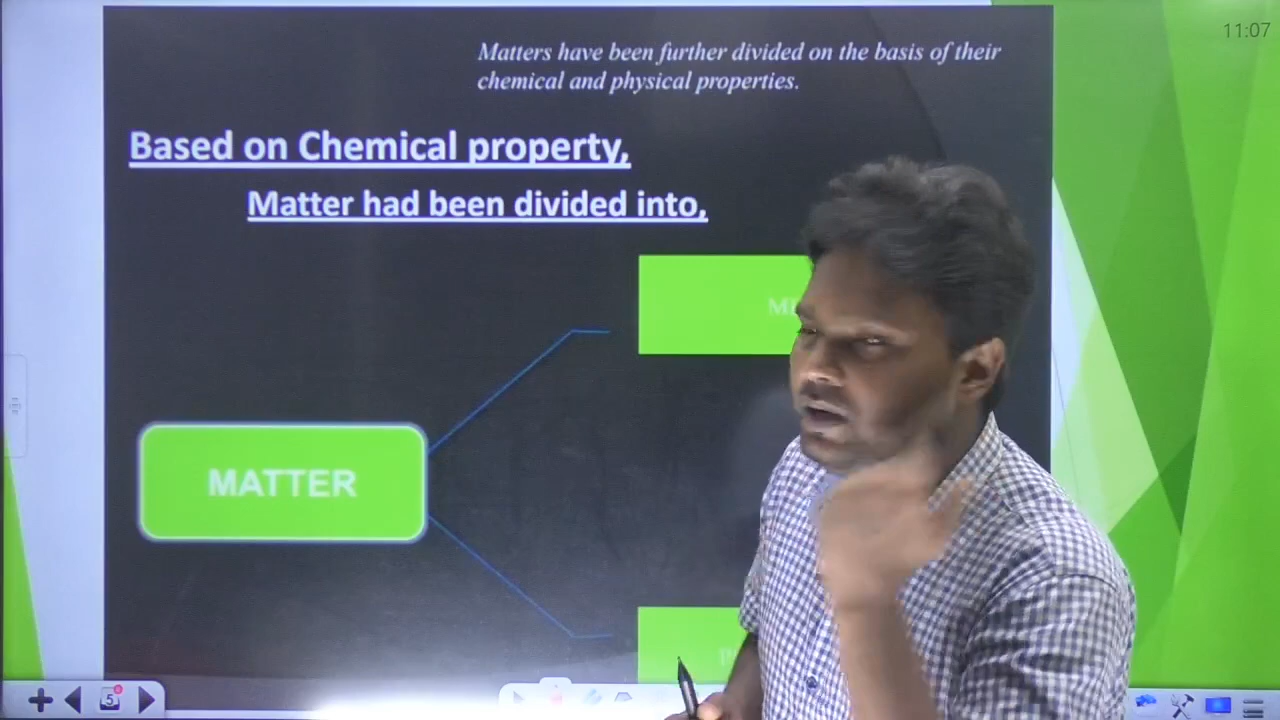 11:07
Matters have been further divided on the basis of their
chemical and physical properties.
Based on Chemical property,
Matter had been divided into,
MATTER
5